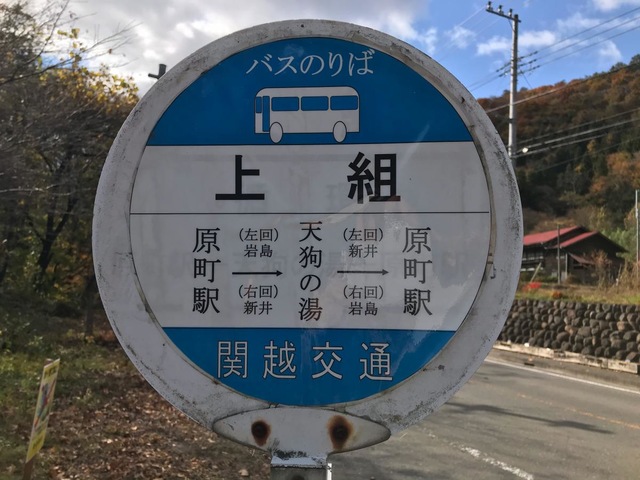 バスのりば
上組
原町駅
(左回)
岩島
(右回)
新井
天狗の湯
(左回)
新井
(右回)
岩島
原町駅
関越交通